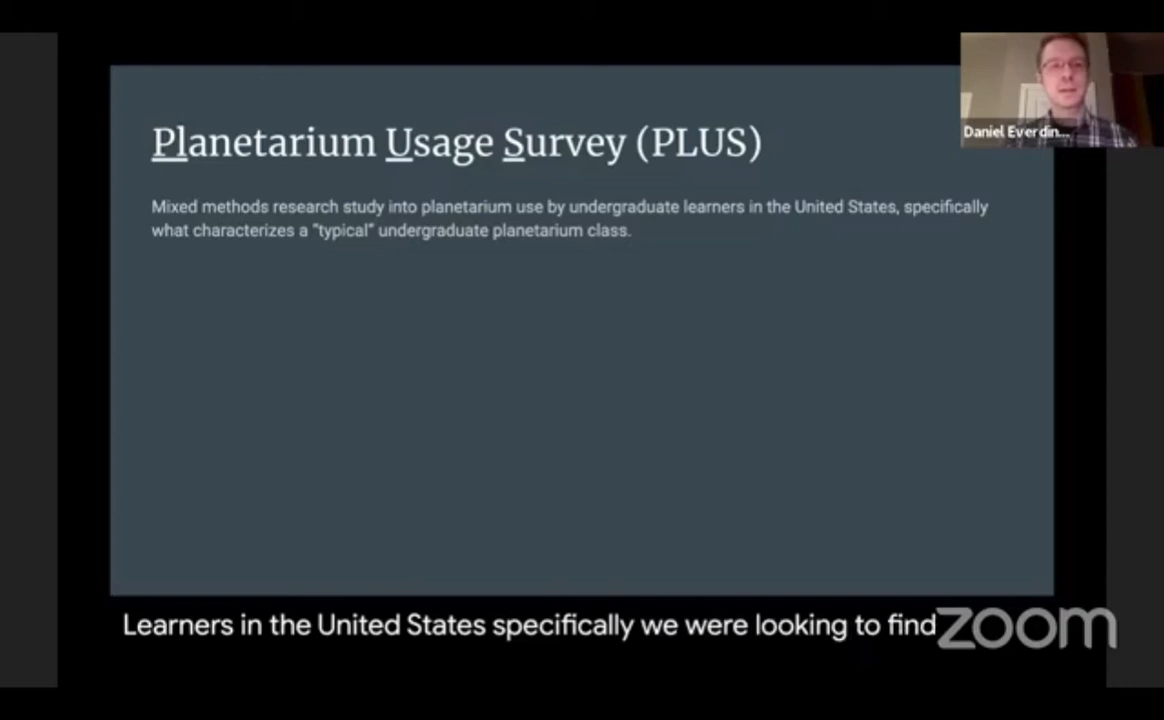 Planetarium Usage Survey (PLUS)
Daniel Everdin...
Mixed methods research study into planetarium use by undergraduate learners in the United States, specifically
what characterizes a "typical" undergraduate planetarium class.
Learners in the United States specifically we were looking to find
zoom